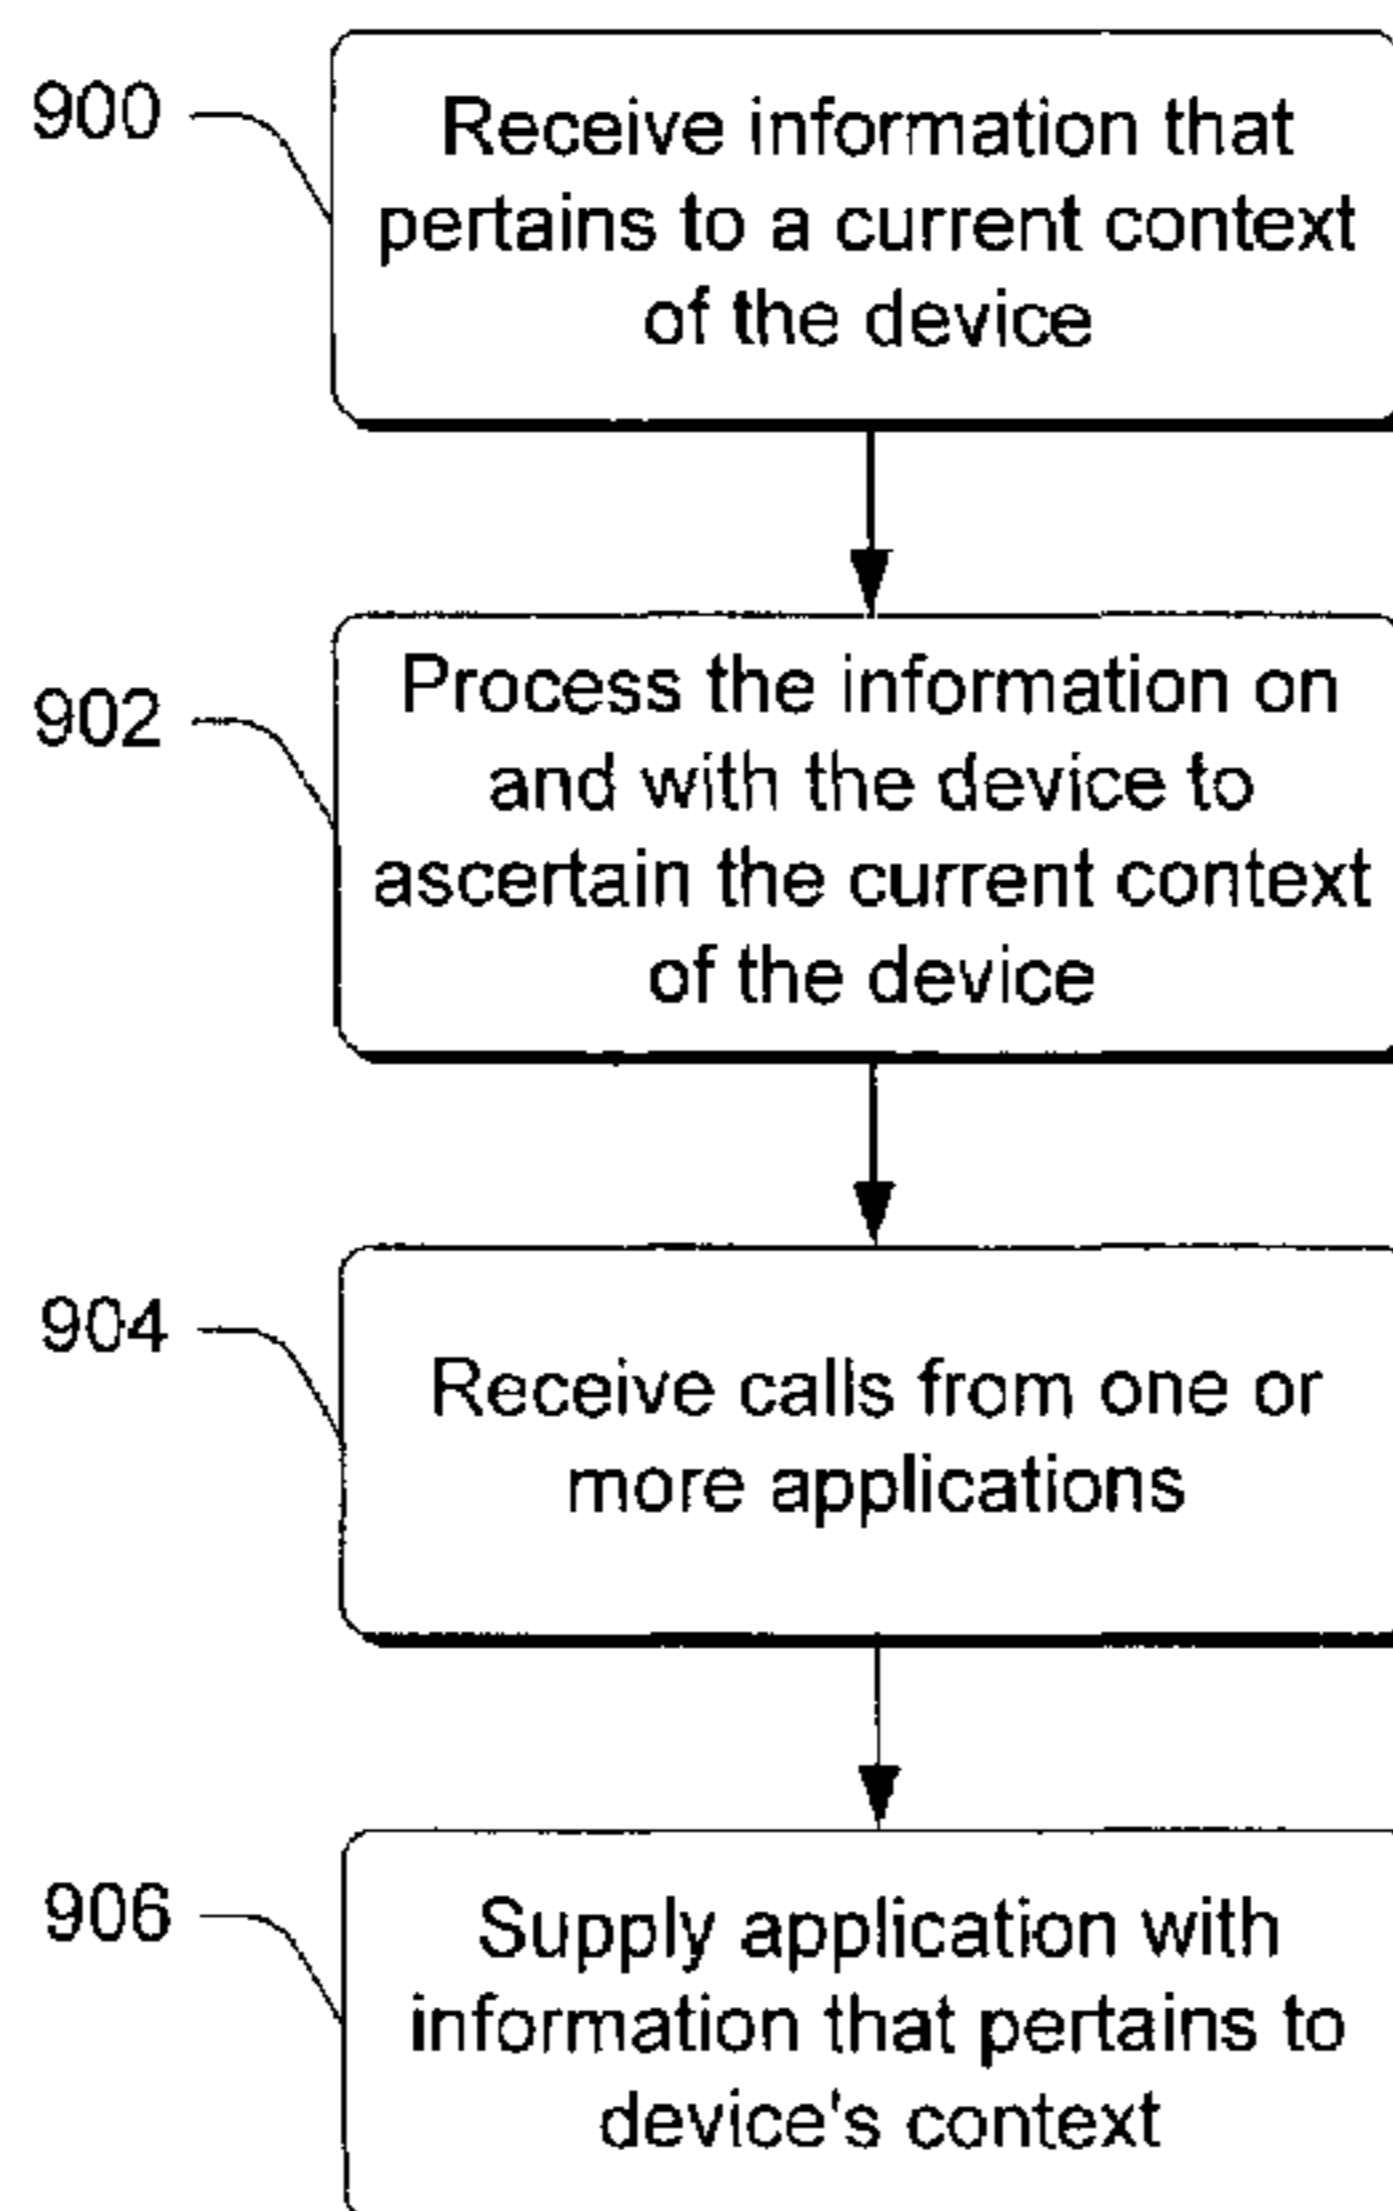 900
Receive information that
pertains to a current context
of the device
902
Process the information on
and with the device to
ascertain the current context
of the device
904
Receive calls from one or
more applications
906
Supply application with
information that pertains to
device's context